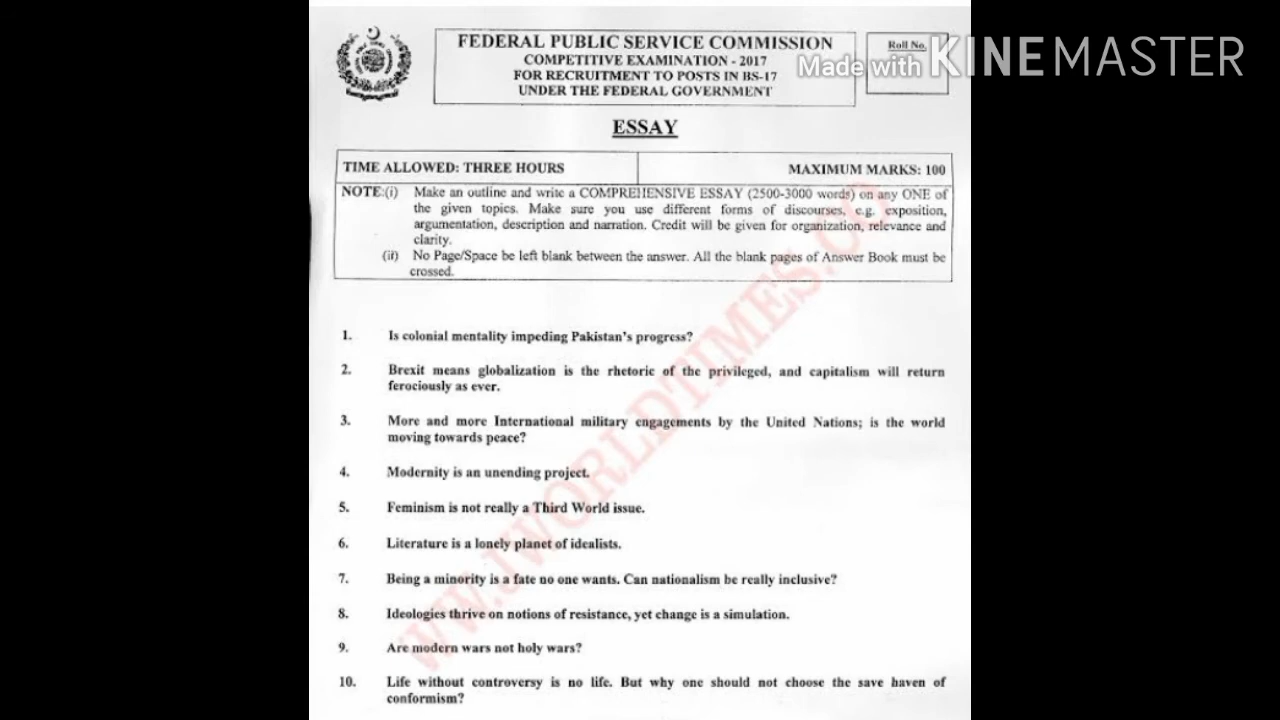 FEDERAL PUBLIC SERVICE COMMISSION
COMPETITIVE EXAMINATION - 2017
FOR RECRUITMENT TO POSTS IN BS-17
UNDER THE FEDERAL GOVERNMENT
Roll No.
Made with KINEMASTER
ESSAY
TIME ALLOWED: THREE HOURS MAXIMUM MARKS: 100
NOTE:(i) Make an outline and write a COMPREHENSIVE ESSAY (2500-3000 words) on any ONE of
the given topics. Make sure you use different forms of discourses, e.g. exposition,
argumentation, description and narration. Credit will be given for organization, relevance and
clarity.
(ii) No Page/Space be left blank between the answer. All the blank pages of Answer Book must be
crossed.
1. Is colonial mentality impeding Pakistan's progress?
2. Brexit means globalization is the rhetoric of the privileged, and capitalism will return
ferociously as ever.
3. More and more International military engagements by the United Nations; is the world
moving towards peace?
4. Modernity is an unending project.
5. Feminism is not really a Third World issue.
6. Literature is a lonely planet of idealists.
7. Being a minority is a fate no one wants. Can nationalism be really inclusive?
8. Ideologies thrive on notions of resistance, yet change is a simulation.
9. Are modern wars not holy wars?
10. Life without controversy is no life. But why one should not choose the save haven of
conformism?
WWW.JWORLDTIMES.CO